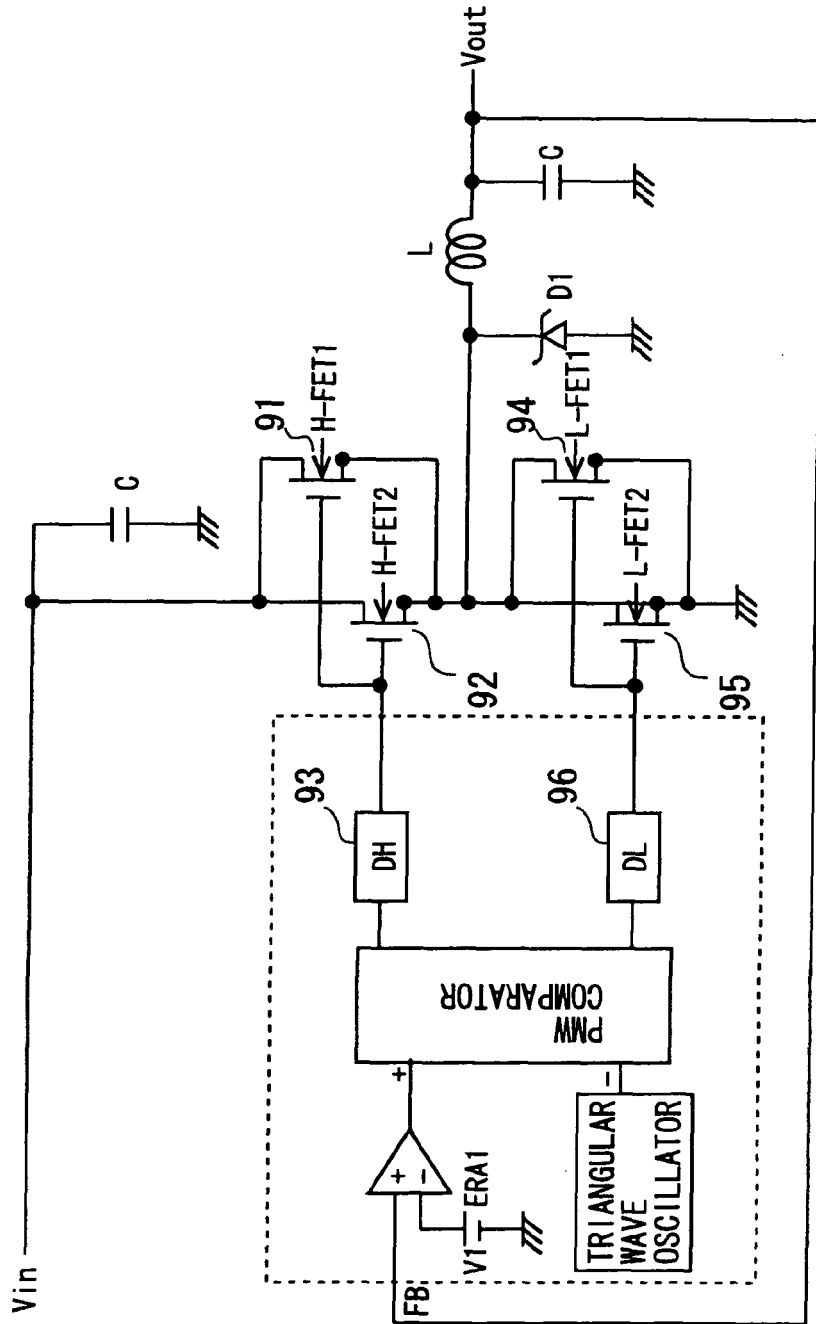 Vin
C
91
H-FET1
H-FET2
92
L
Vout
C
D1
94
L-FET1
L-FET2
95
93
DH
96
DL
PMW
COMPARATOR
+
-
+
-
ERA1
V1
FB
TRIANGULAR
WAVE
OSCILLATOR